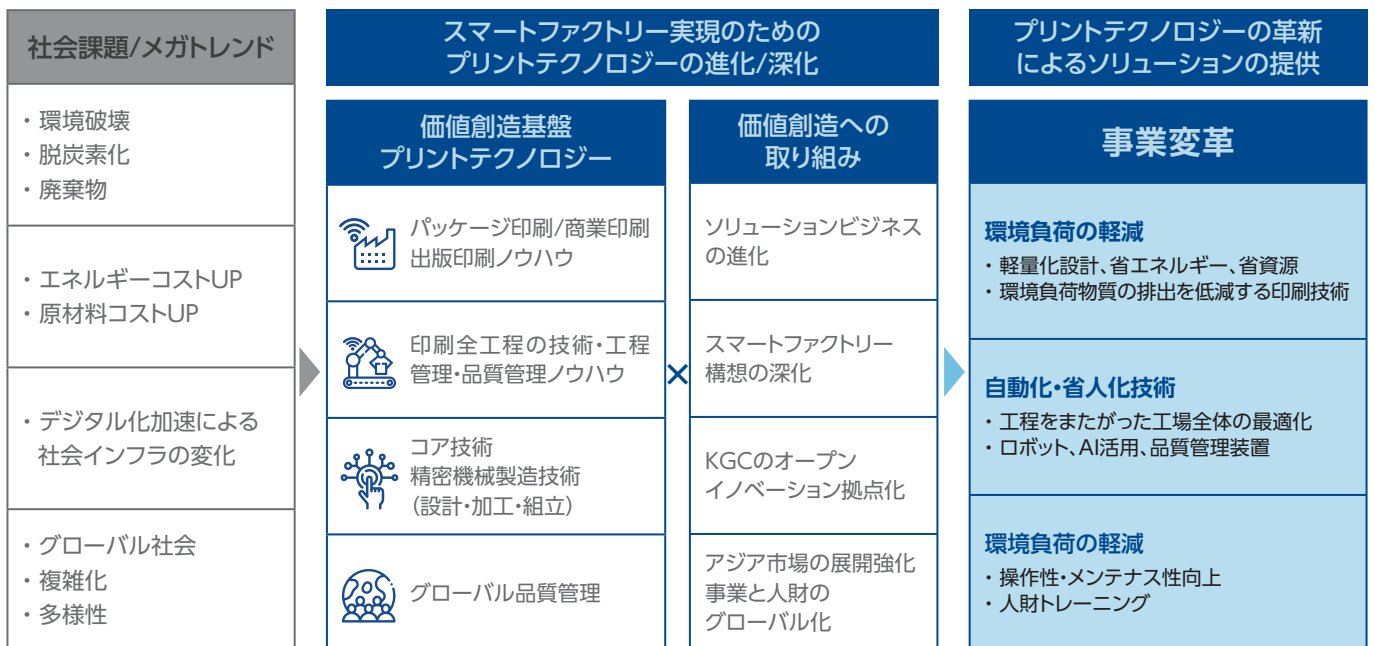 社会課題/メガトレンド
・環境破壊
・脱炭素化
・廃棄物
・エネルギーコストUP
・原材料コストUP
・デジタル化加速による
社会インフラの変化
・グローバル社会
・複雑化
・多様性
スマートファクトリー実現のための
プリントテクノロジーの進化/深化
価値創造基盤
プリントテクノロジー
パッケージ印刷/商業印刷
出版印刷ノウハウ
印刷全工程の技術・工程
管理・品質管理ノウハウ
コア技術
精密機械製造技術
(設計・加工・組立)
グローバル品質管理
×
価値創造への
取り組み
ソリューションビジネス
の進化
スマートファクトリー
構想の深化
KGCのオープン
イノベーション拠点化
アジア市場の展開強化
事業と人財の
グローバル化
プリントテクノロジーの革新
によるソリューションの提供
事業変革
環境負荷の軽減
・軽量化設計、省エネルギー、省資源
・環境負荷物質の排出を低減する印刷技術
自動化・省人化技術
・工程をまたがった工場全体の最適化
・ロボット、AI活用、品質管理装置
環境負荷の軽減
・操作性・メンテナス性向上
・人財トレーニング